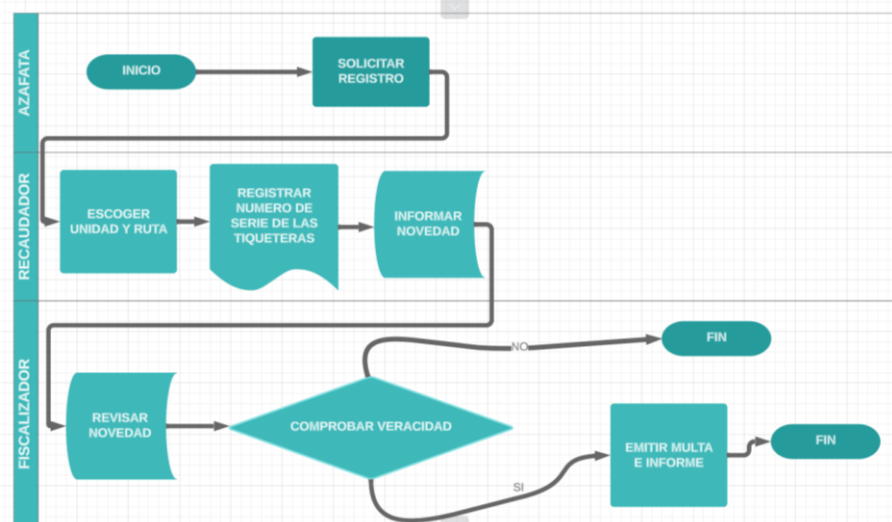 AZAFATA
INICIO
SOLICITAR
REGISTRO
RECAUDADOR
ESCOGER
UNIDAD Y RUTA
REGISTRAR
NUMERO DE
SERIE DE LAS
TIQUETERAS
INFORMAR
NOVEDAD
FISCALIZADOR
REVISAR
NOVEDAD
COMPROBAR VERACIDAD
NO
FIN
SI
EMITIR MULTA
E INFORME
FIN